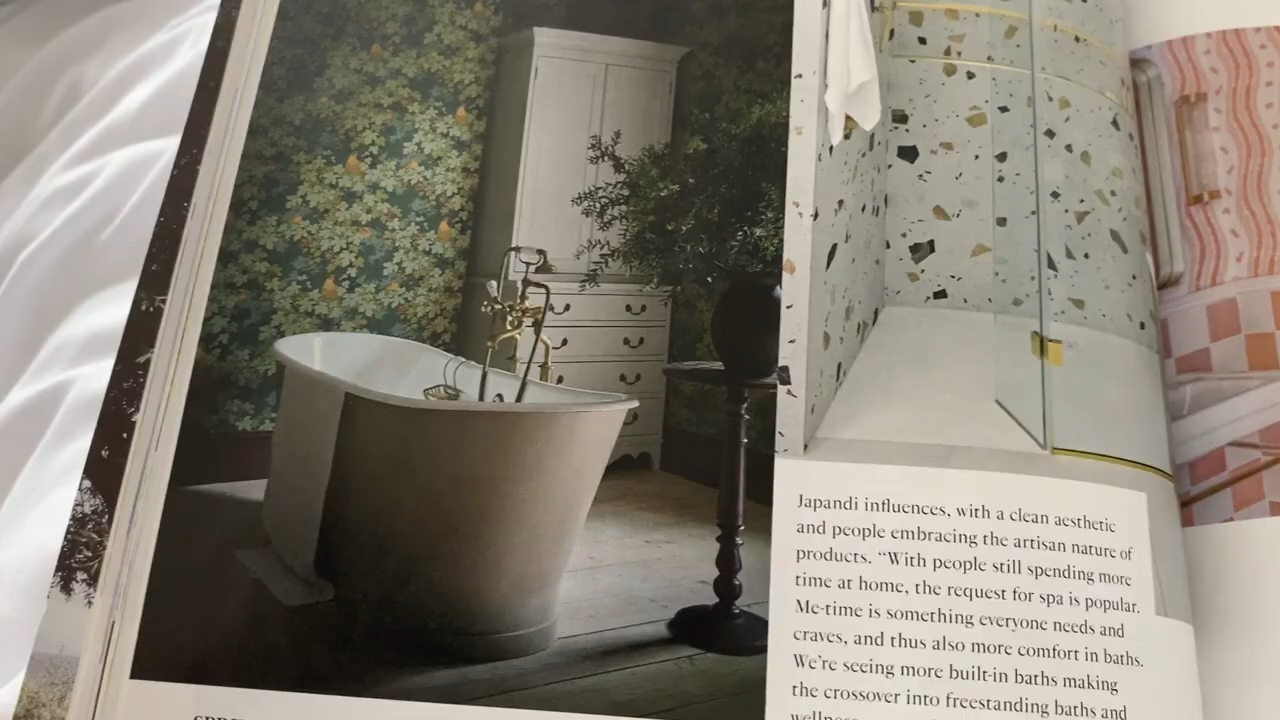 Japandi influences, with a clean aesthetic
and people embracing the artisan nature of
products. “With people still spending more
time at home, the request for spa is popular.
Me-time is something everyone needs and
craves, and thus also more comfort in baths.
We’re seeing more built-in baths making
the crossover into freestanding baths and